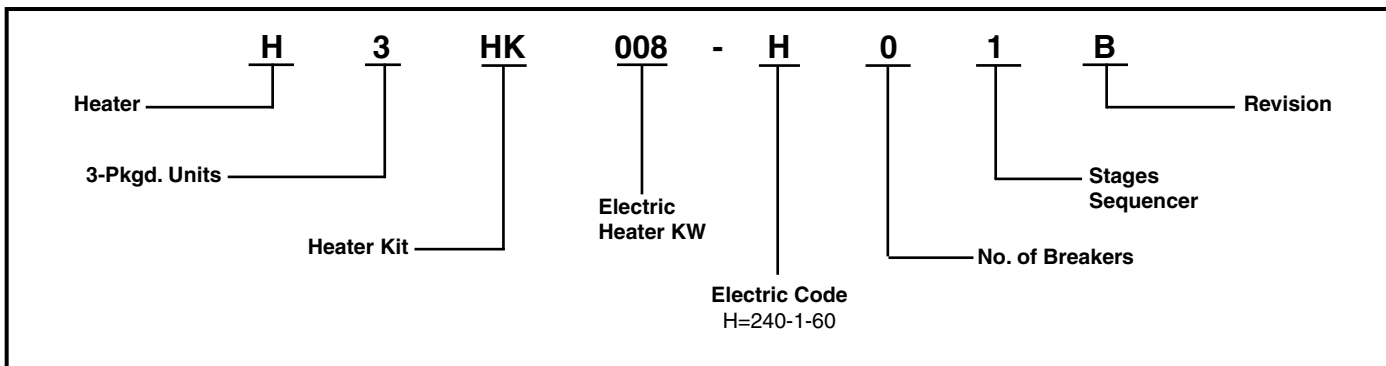 H 3 HK 008 - H 0 1 B
Heater
Revision
3-Pkgd. Units
Stages
Sequencer
Electric
Heater KW
Heater Kit
No. of Breakers
Electric Code
H=240-1-60